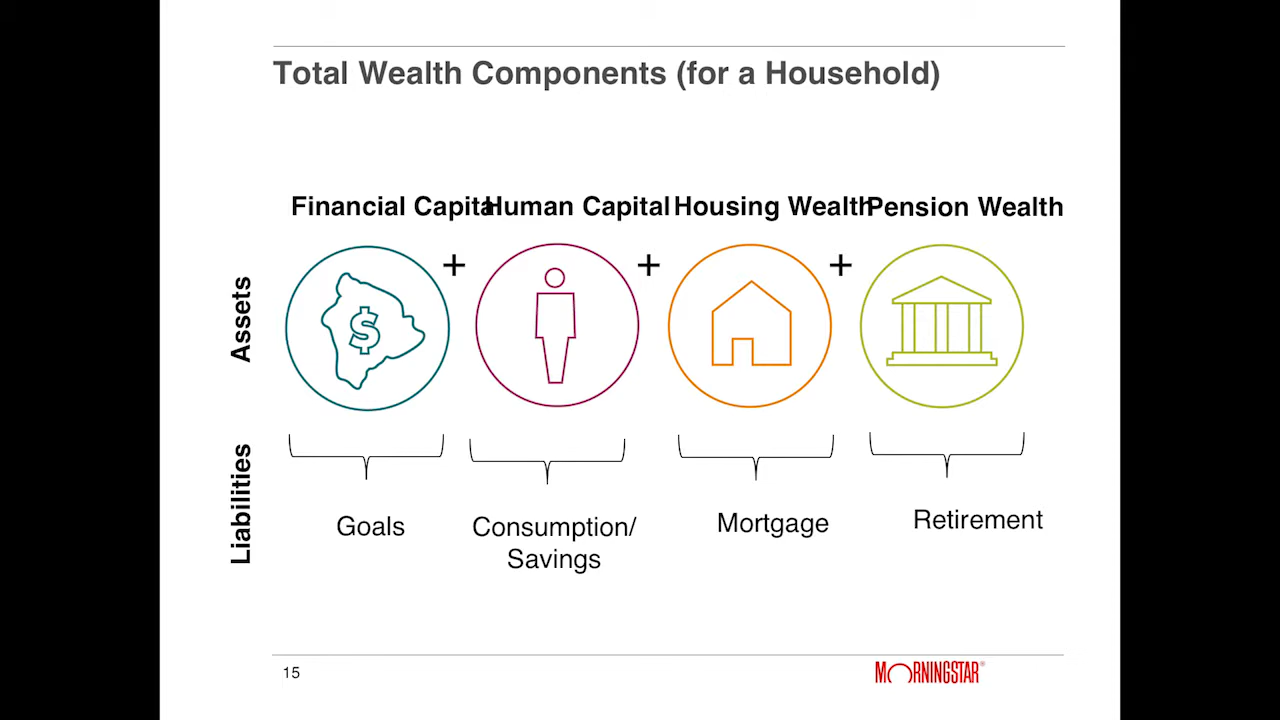 Total Wealth Components (for a Household)
Financial Capital
Human Capital
Housing Wealth
Pension Wealth
Assets
$
+
+
+
Liabilities
Goals
Consumption/
Savings
Mortgage
Retirement
15
MORNINGSTAR®